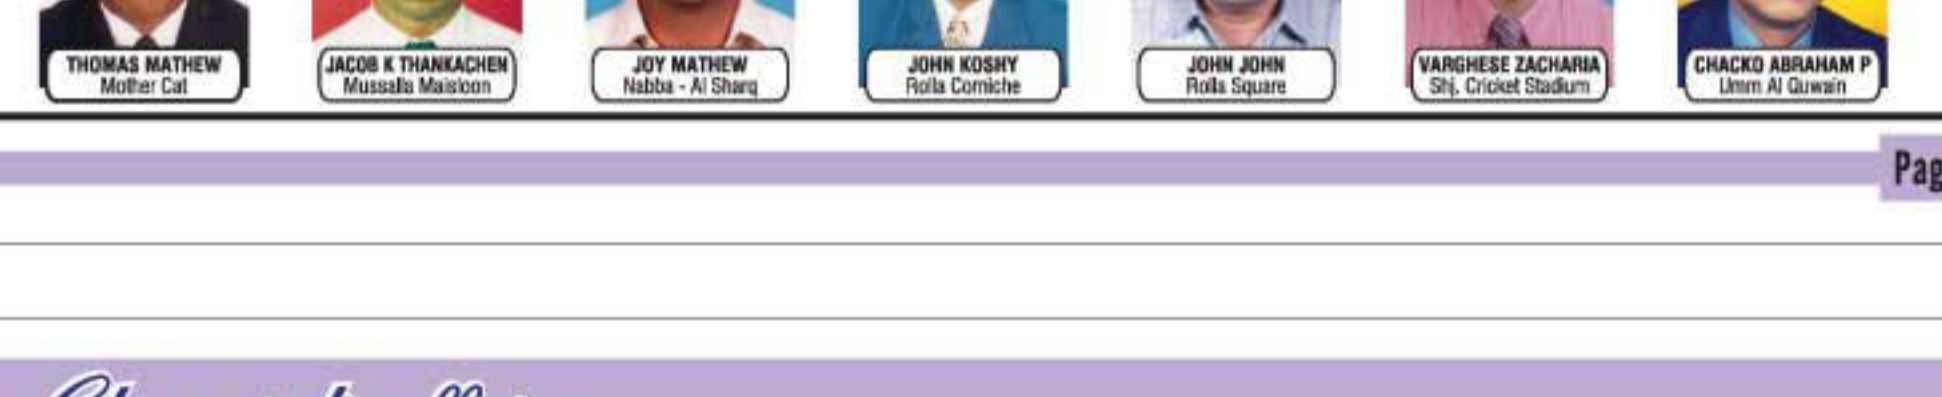 THOMAS MATHEW
Mother Cat
JACOB K THANKACHEN
Mussalla Maisloon
JOY MATHEW
Nabba - Al Sharq
JOHN KOSHY
Rolla Corniche
JOHN JOHN
Rolla Square
VARGHESE ZACHARIA
Shj. Cricket Stadium
CHACKO ABRAHAM P
Umm Al Quwain
Pag